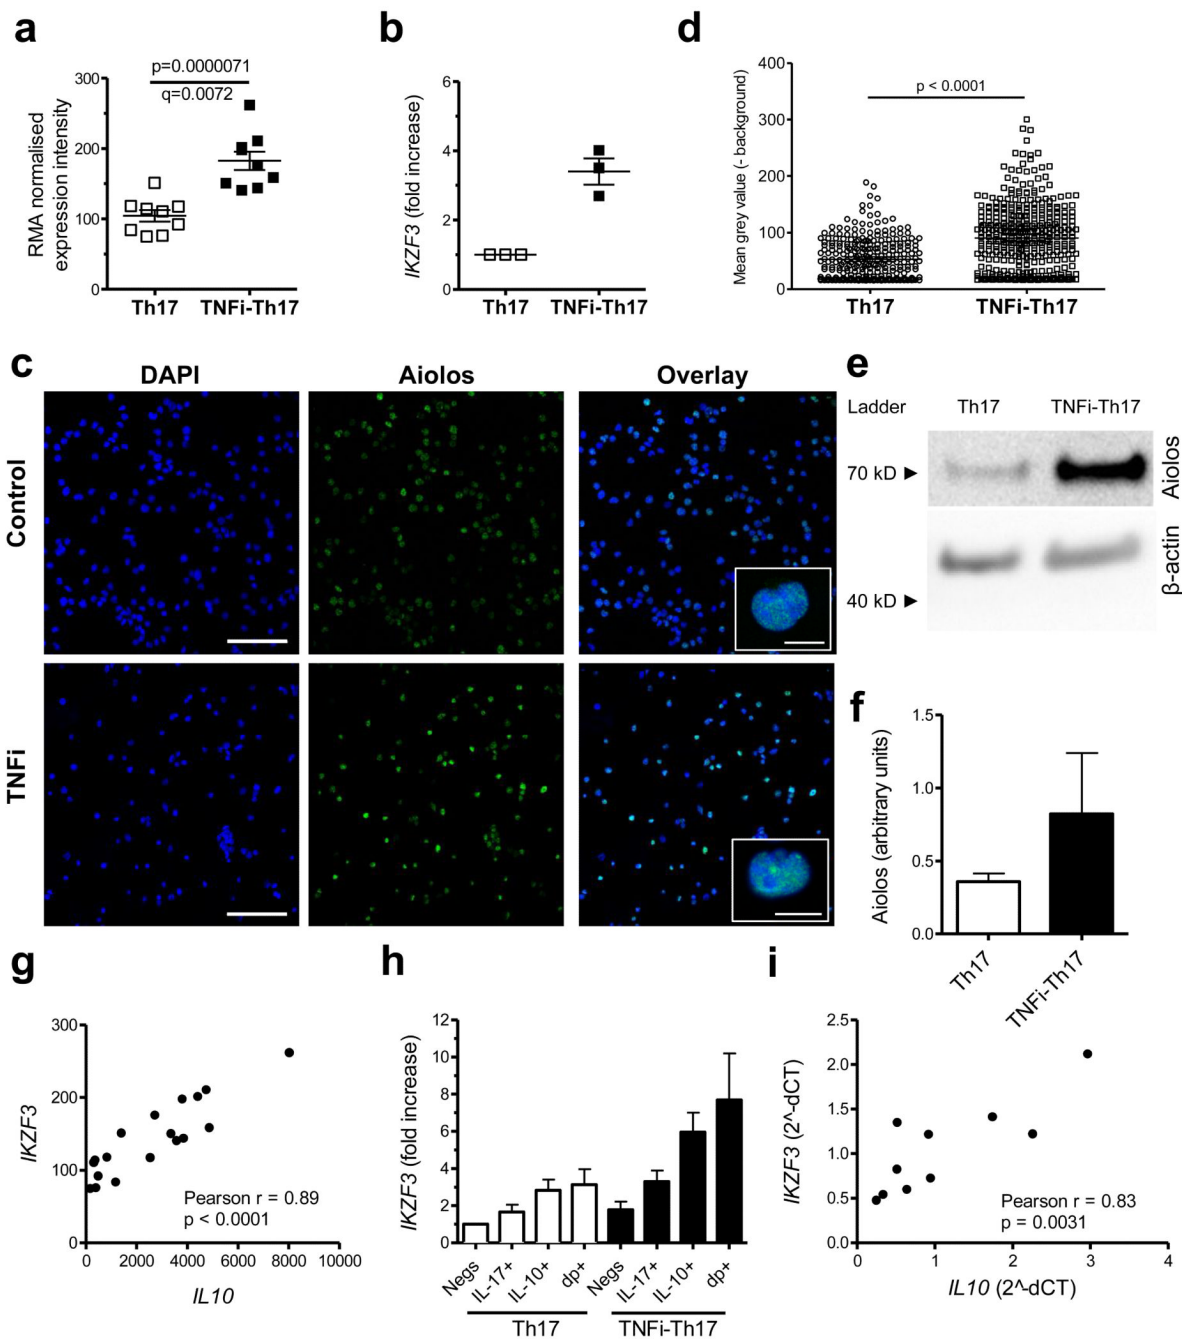 a
p=0.0000071
q=0.0072
RMA normalised
expression intensity
300
200
100
0
Th17
TNFi-Th17
b
IKZF3 (fold increase)
6
4
2
0
Th17
TNFi-Th17
d
Mean grey value (- background)
400
300
200
100
0
p < 0.0001
Th17
TNFi-Th17
c
DAPI
Aiolos
Overlay
Control
TNFi
e
Ladder
Th17
TNFi-Th17
70 kD ►
40 kD ►
Aiolos
β-actin
f
Aiolos (arbitrary units)
1.5
1.0
0.5
0.0
Th17
TNFi-Th17
g
IKZF3
300
200
100
0
Pearson r = 0.89
p < 0.0001
0
2000
4000
6000
8000
10000
IL10
h
IKZF3 (fold increase)
12
10
8
6
4
2
0
Negs
IL-17+
IL-10+
dp+
Negs
IL-17+
IL-10+
dp+
Th17
TNFi-Th17
i
IKZF3 (2^-dCT)
2.5
2.0
1.5
1.0
0.5
0.0
Pearson r = 0.83
p = 0.0031
0
1
2
3
4
IL10 (2^-dCT)